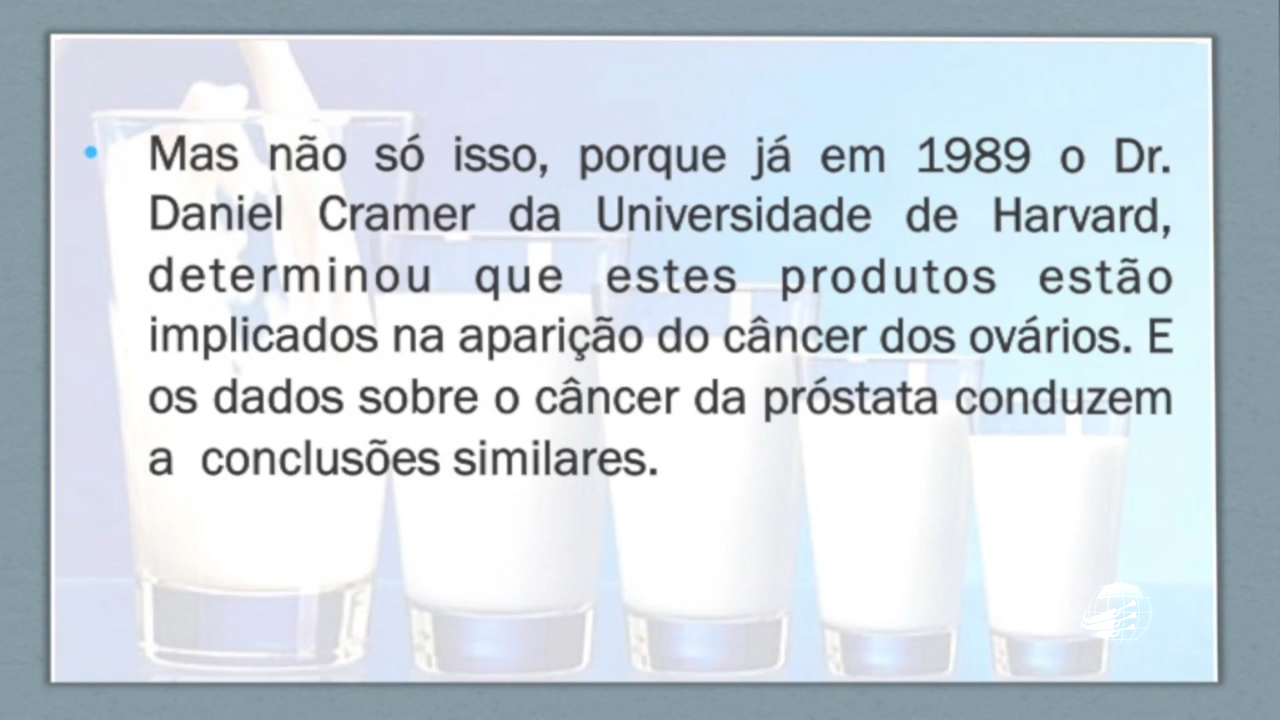 • Mas não só isso, porque já em 1989 o Dr.
Daniel Cramer da Universidade de Harvard,
determinou que estes produtos estão
implicados na aparição do câncer dos ovários. E
os dados sobre o câncer da próstata conduzem
a conclusões similares.